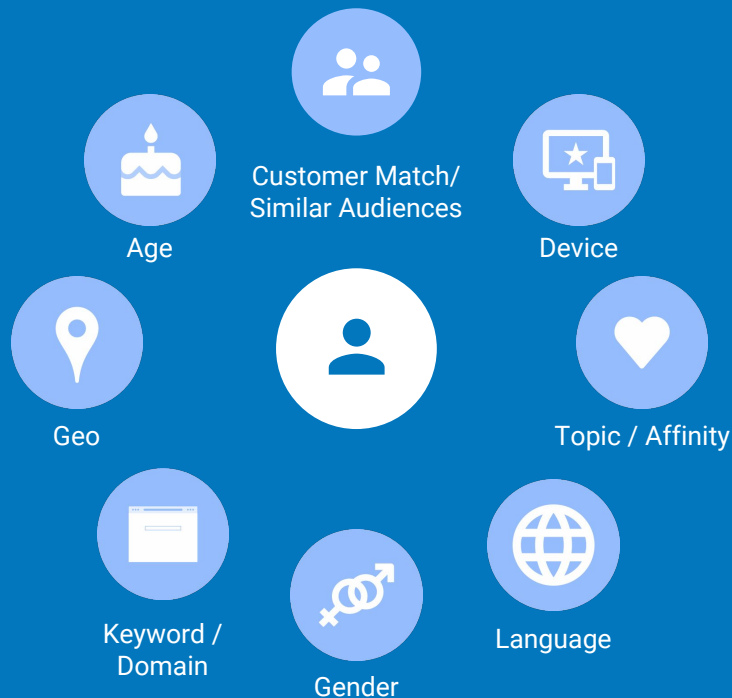 Customer Match/
Similar Audiences
Age
Device
Geo
Topic / Affinity
Keyword /
Domain
Language
Gender